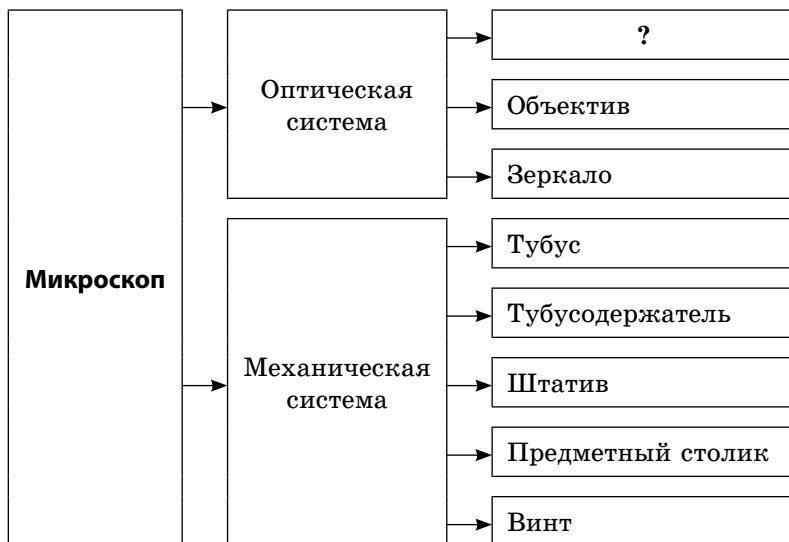 Микроскоп
Оптическая
система
?
Объектив
Зеркало
Механическая
система
Тубус
Тубусодержатель
Штатив
Предметный столик
Винт